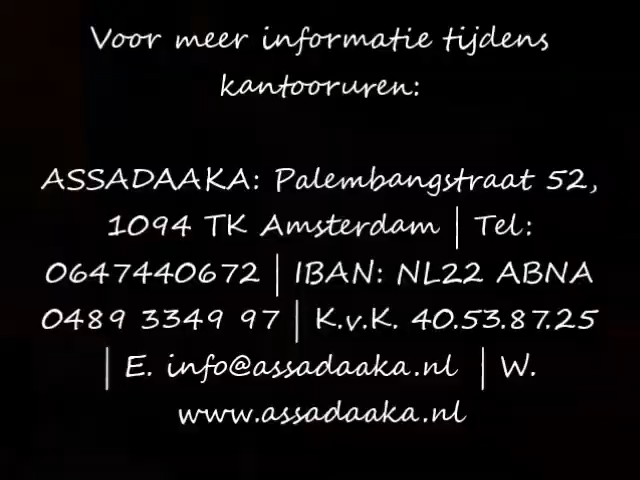 Voor meer informatie tijdens
kantooruren:
ASSADAAKA: Palembangstraat 52,
1094 TK Amsterdam | Tel:
0647440672 | IBAN: NL22 ABNA
0489 3349 97 | K.v.K. 40.53.87.25
| E. info@assadaaka.nl | W.
www.assadaaka.nl